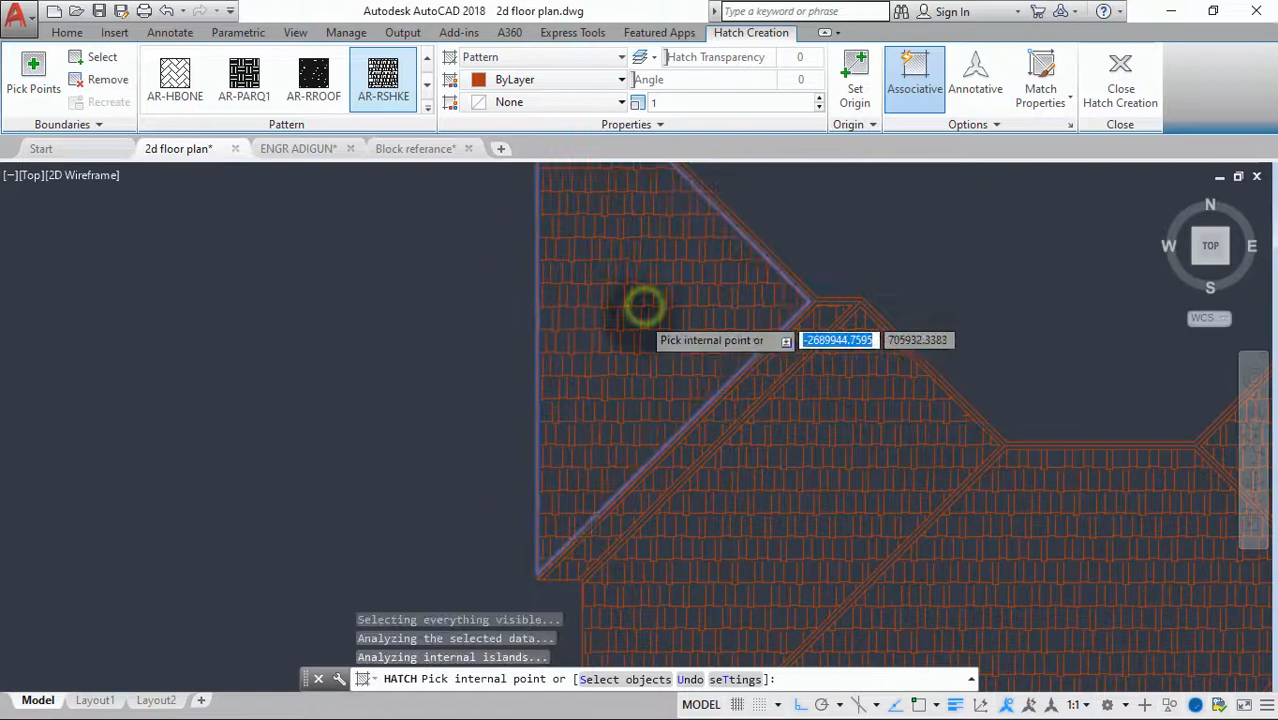 Autodesk AutoCAD 2018 2d floor plan.dwg
Type a keyword or phrase
Sign In
Home Insert Annotate Parametric View Manage Output Add-ins A360 Express Tools Featured Apps Hatch Creation
Pick Points
Select
Remove
Recreate
Boundaries
AR-HBONE AR-PARQ1 AR-RROOF AR-RSHKE
Pattern
Pattern
ByLayer
None
Hatch Transparency 0
Angle 0
1
Properties
Set
Origin
Origin
Associative
Annotative
Match
Properties
Options
Close
Hatch Creation
Close
Start 2d floor plan* ENGR ADIGUN* Block referance*
[−][Top][2D Wireframe]
N
W TOP E
S
WCS
Pick internal point or -2689944.7595 705932.3383
Selecting everything visible...
Analyzing the selected data...
Analyzing internal islands...
HATCH Pick internal point or [Select objects Undo seTtings]:
Model Layout1 Layout2
MODEL 1:1